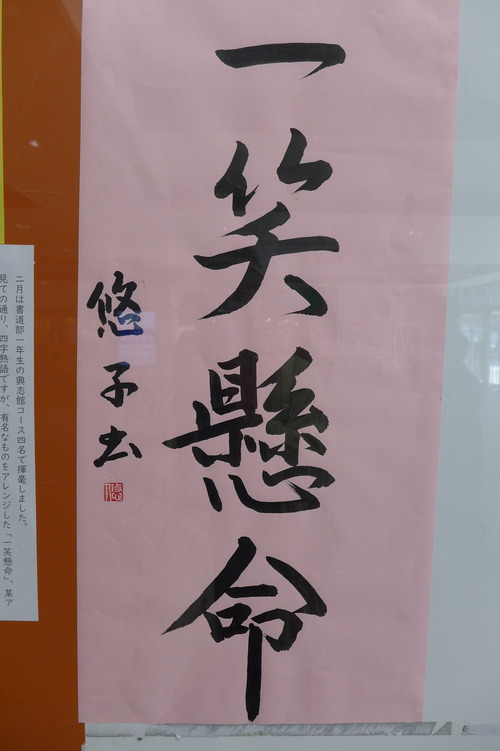 一笑懸命
悠子书
二月は書道部一年生の興志館コース四名で揮毫しました。
見ての通り、四字熟語ですが、有名なものをアレンジした「一笑懸命」、某ア